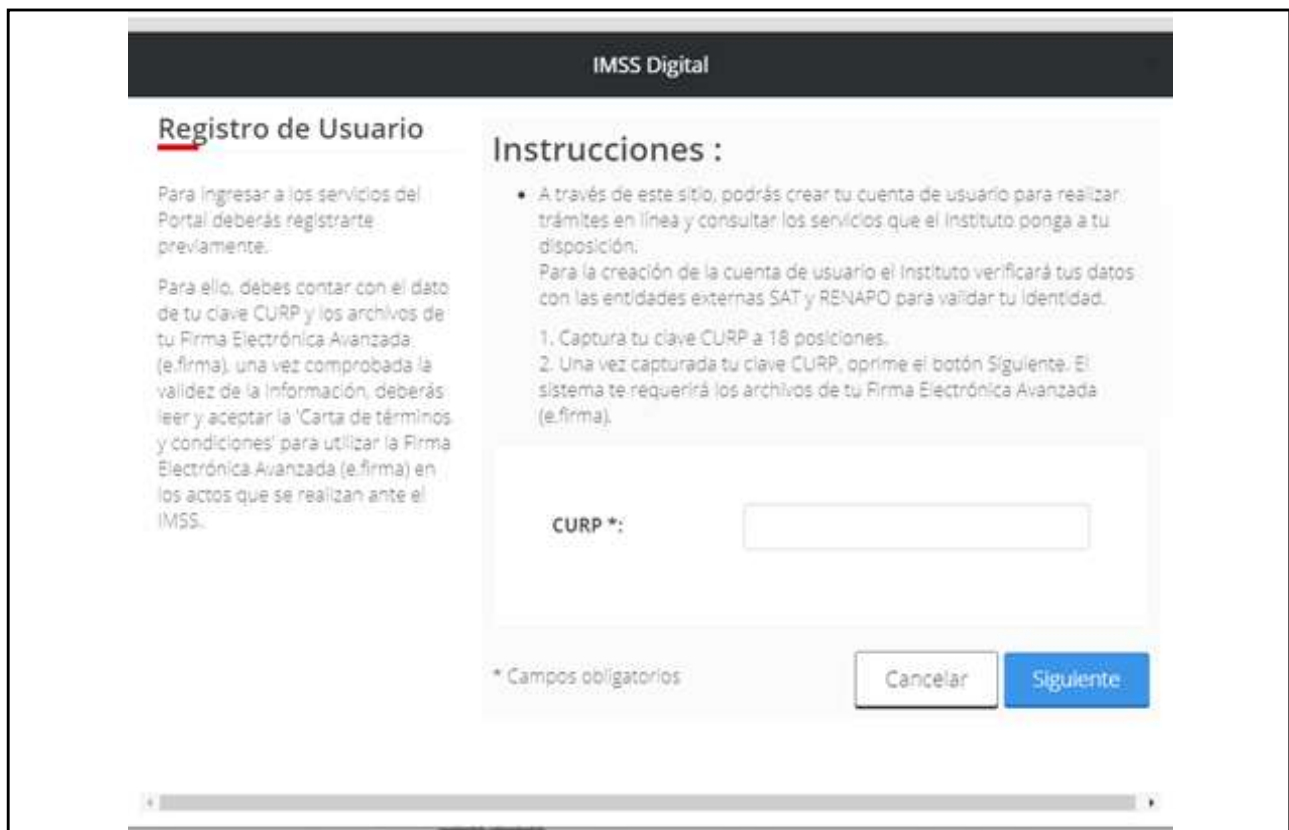 IMSS Digital
Registro de Usuario
Para ingresar a los servicios del
Portal deberás registrarte
previamente.
Para ello, debes contar con el dato
de tu clave CURP y los archivos de
tu Firma Electrónica Avanzada
(e.firma), una vez comprobada la
validez de la información, deberás
leer y aceptar la 'Carta de términos
y condiciones' para utilizar la Firma
Electrónica Avanzada (e.firma) en
los actos que se realizan ante el
IMSS.
Instrucciones :
• A través de este sitio, podrás crear tu cuenta de usuario para realizar
trámites en línea y consultar los servicios que el Instituto ponga a tu
disposición.
Para la creación de la cuenta de usuario el Instituto verificará tus datos
con las entidades externas SAT y RENAPO para validar tu identidad.
1. Captura tu clave CURP a 18 posiciones.
2. Una vez capturada tu clave CURP, oprime el botón Siguiente. El
sistema te requerirá los archivos de tu Firma Electrónica Avanzada
(e.firma).
CURP *:
* Campos obligatorios
Cancelar
Siguiente